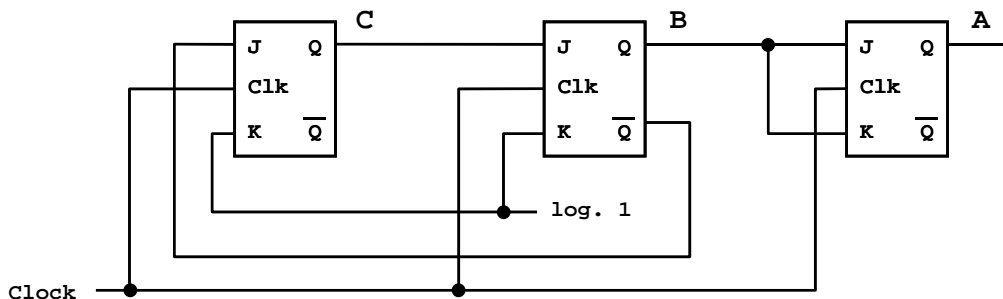 C B A
J Q J Q J Q
Clk Clk Clk
K Q K Q K Q
log. 1
Clock